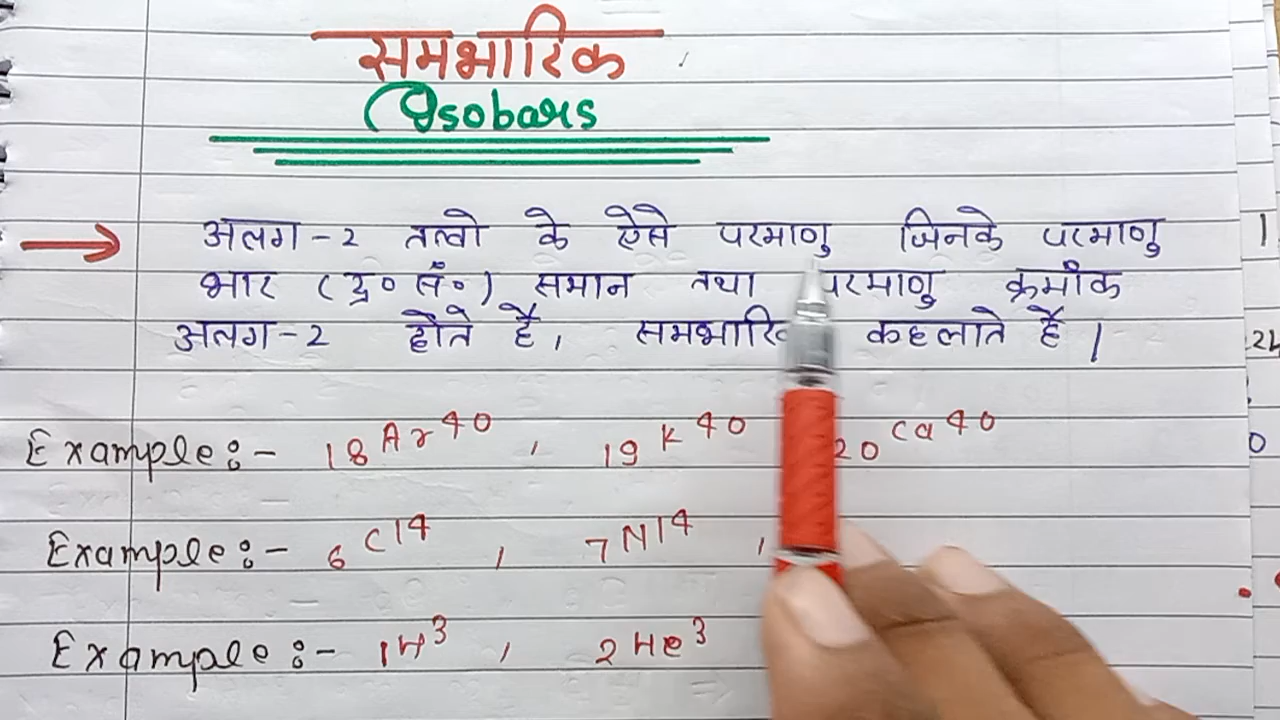 समभारिक
Isobars
अलग-2 तत्वो के ऐसे परमाणु जिनके परमाणु
भार (द्र० सं०) समान तथा परमाणु क्रमांक
अलग-2 होते है, समभारिक कहलाते है।
Example:- 18Ar40, 19K40 20Ca40
Example:- 6C14, 7N14,
Example:- 1H3, 2He3